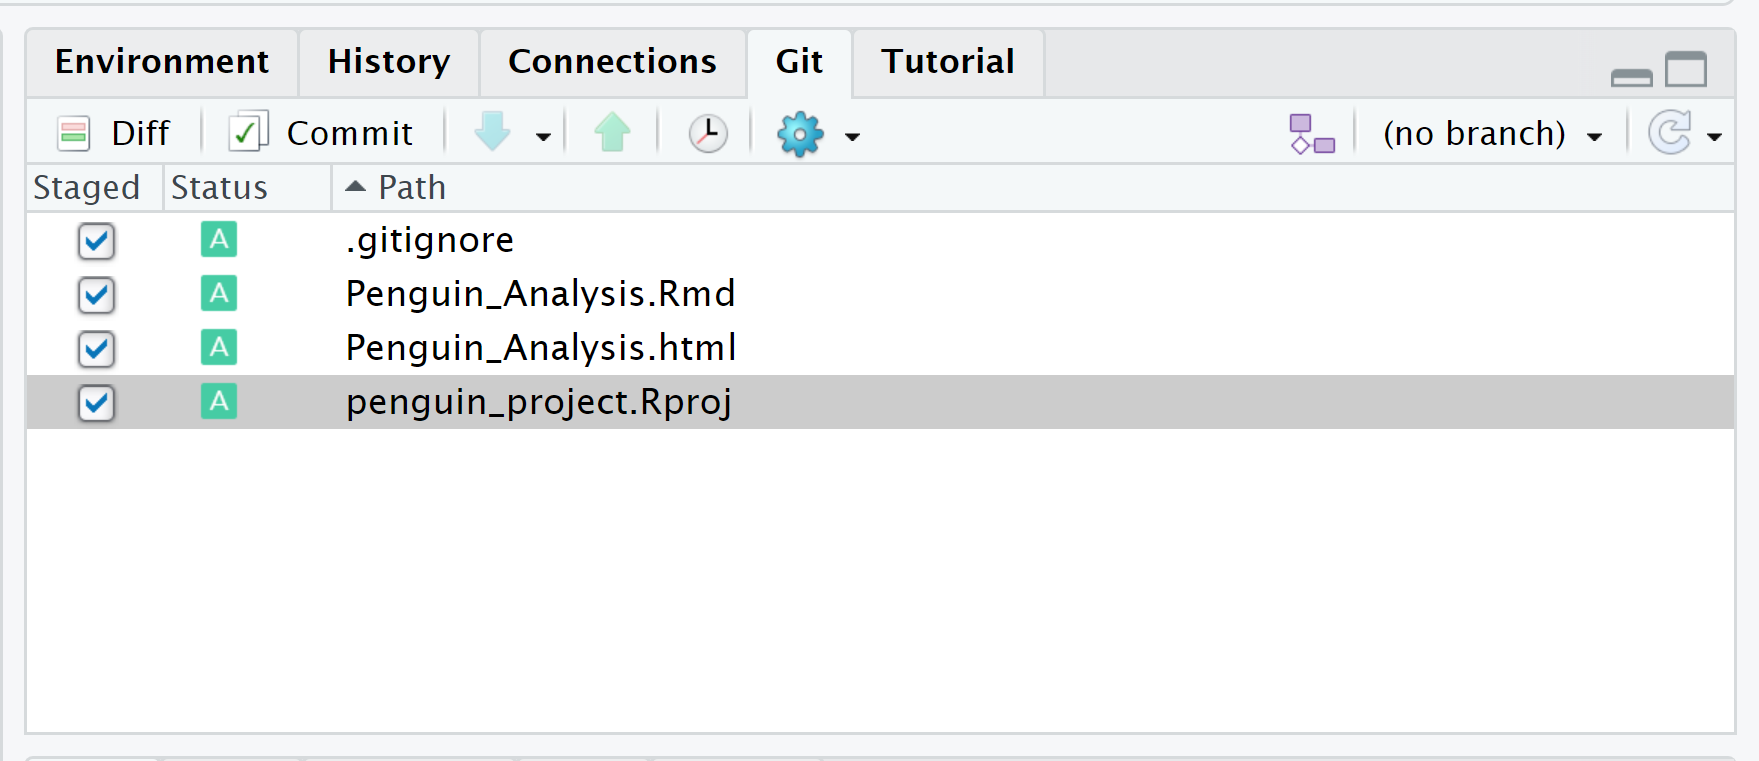 Environment History Connections Git Tutorial
Diff Commit (no branch)
Staged Status Path
A .gitignore
A Penguin_Analysis.Rmd
A Penguin_Analysis.html
A penguin_project.Rproj